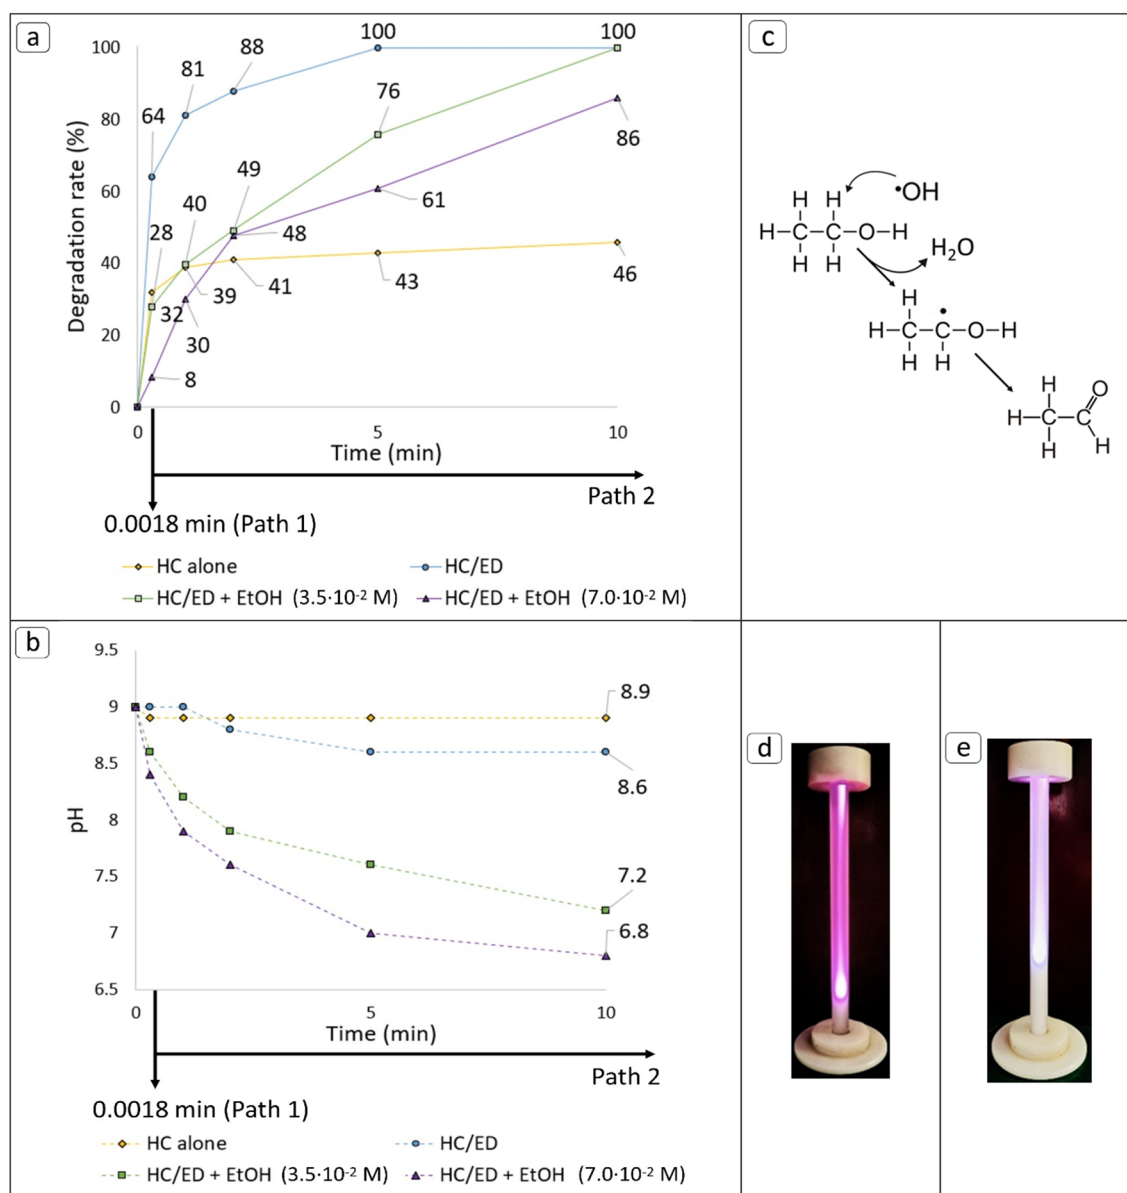 a
100
80
60
40
20
0
Degradation rate (%)
64
81
88
100
100
28
40
49
76
86
32
39
48
61
30
41
43
46
8
0
5
10
Time (min)
Path 2
0.0018 min (Path 1)
HC alone
HC/ED
HC/ED + EtOH (3.5·10⁻² M)
HC/ED + EtOH (7.0·10⁻² M)
c
H H •OH
H–C–C–O–H
H H
H₂O
H •
H–C–C–O–H
H H
H O
H–C–C
H H
b
9.5
9
8.5
8
7.5
7
6.5
pH
8.9
8.6
7.2
6.8
0
5
10
Time (min)
Path 2
0.0018 min (Path 1)
HC alone
HC/ED
HC/ED + EtOH (3.5·10⁻² M)
HC/ED + EtOH (7.0·10⁻² M)
d
e